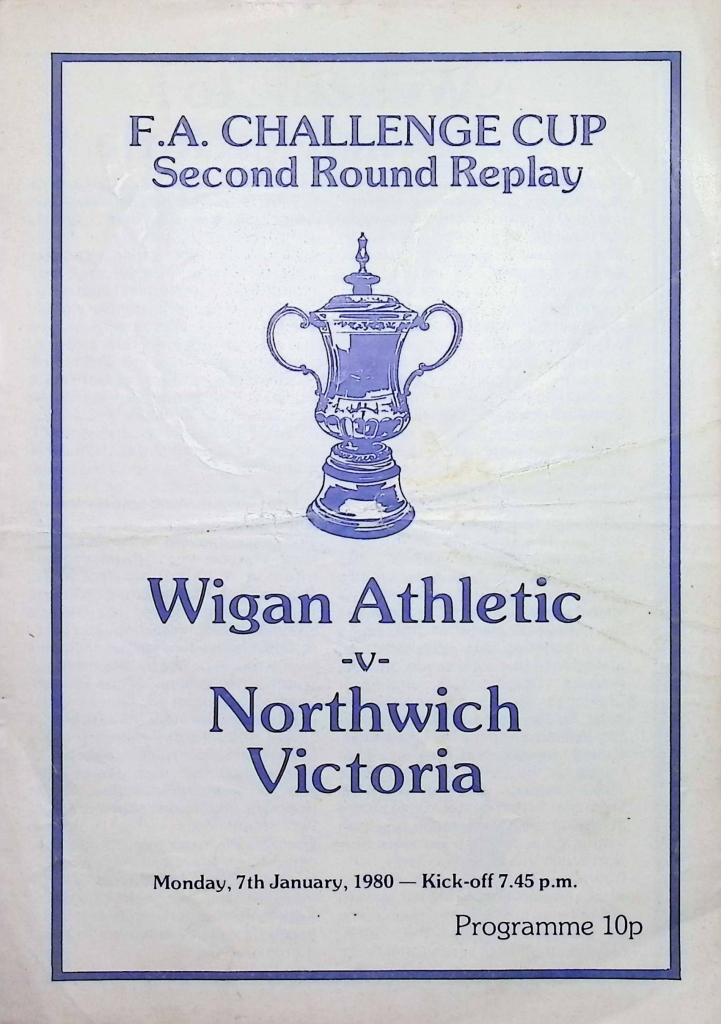 F.A. CHALLENGE CUP
Second Round Replay
Wigan Athletic
-v-
Northwich
Victoria
Monday, 7th January, 1980 — Kick-off 7.45 p.m.
Programme 10p